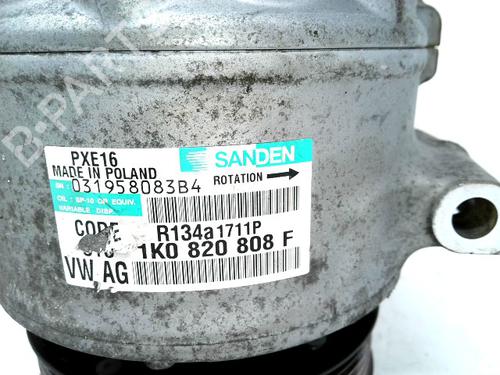 B-PARTS
PXE16
MADE IN POLAND
SANDEN
SN : 031958083B4
ROTATION
OIL : SP-10 OR EQUIV.
VARIABLE DISP.
CODE R134a 1711P
1K0 820 808 F
VW AG